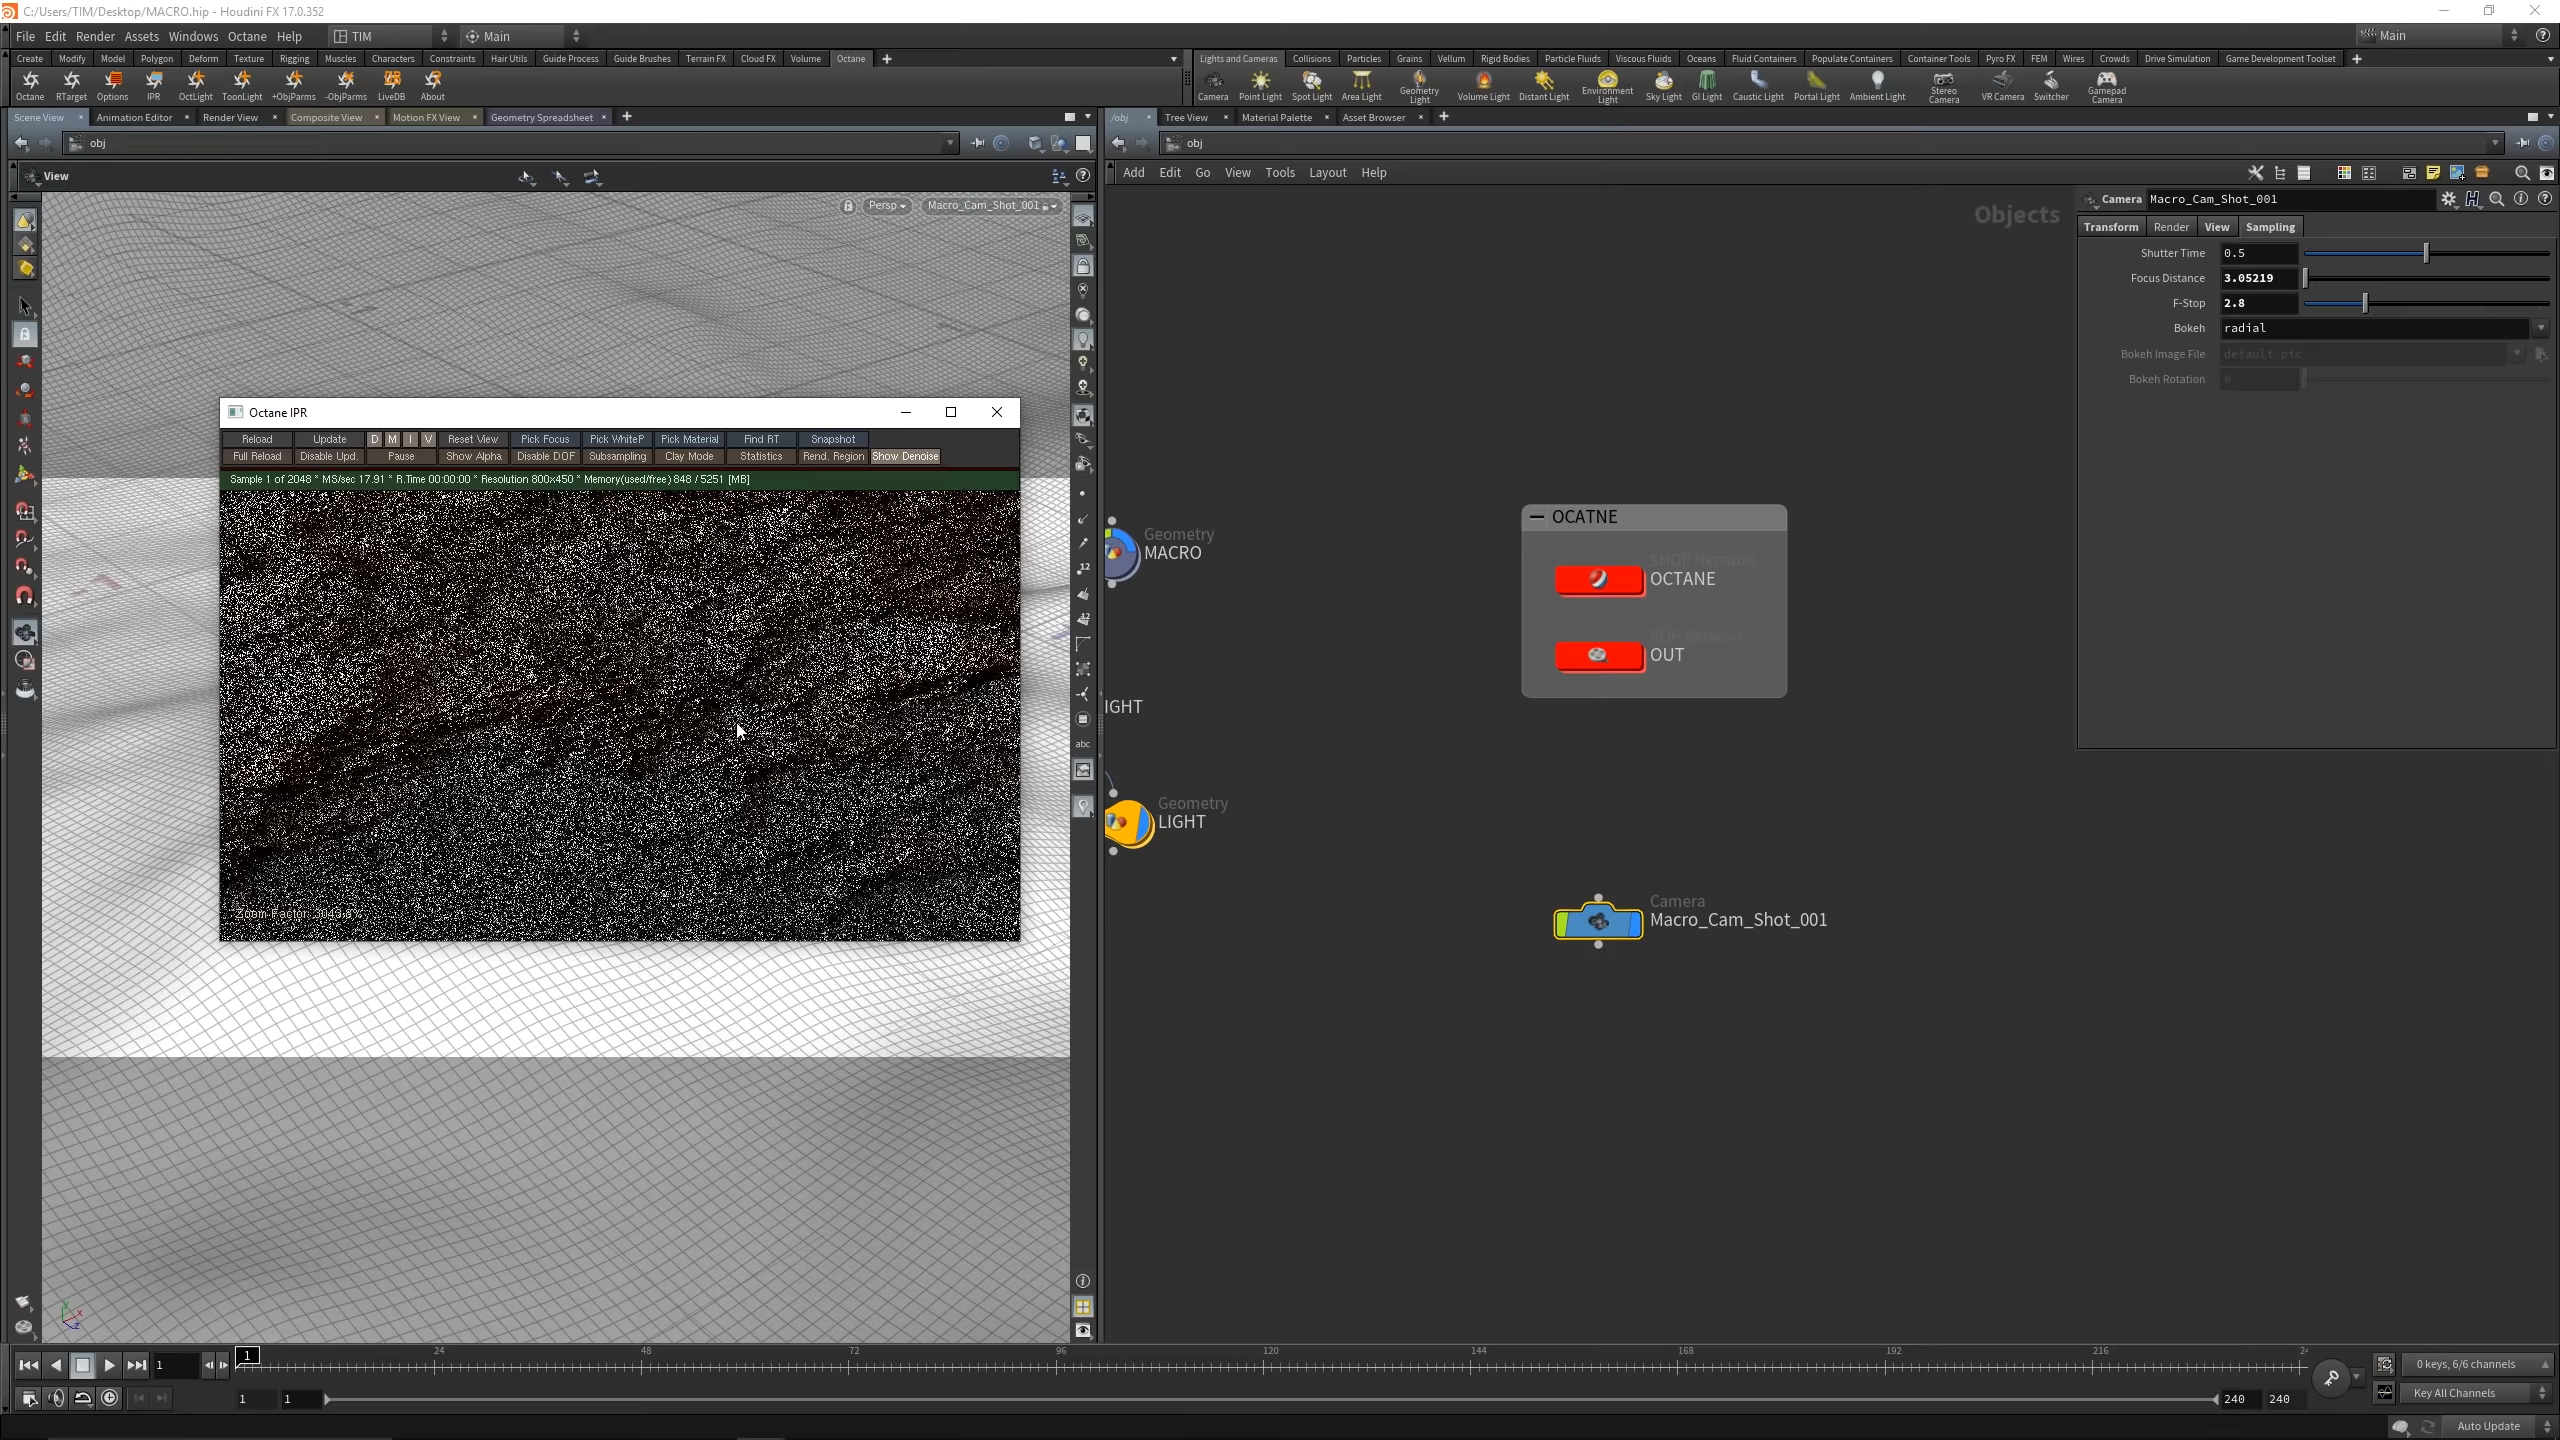 C:/Users/TIM/Desktop/MACRO.hip - Houdini FX 17.0.352
File Edit Render Assets Windows Octane Help TIM Main Main
Create Modify Model Polygon Deform Texture Rigging Muscles Characters Constraints Hair Utils Guide Process Guide Brushes Terrain FX Cloud FX Volume Octane
Lights and Cameras Collisions Particles Grains Vellum Rigid Bodies Particle Fluids Viscous Fluids Oceans Fluid Containers Populate Containers Container Tools Pyro FX FEM Wires Crowds Drive Simulation Game Development Toolset
Octane RTarget Options IPR OctLight ToonLight +ObjParms -ObjParms LiveDB About
Camera Point Light Spot Light Area Light Geometry Light Volume Light Distant Light Environment Light Sky Light GI Light Caustic Light Portal Light Ambient Light Stereo Camera VR Camera Switcher Gamepad Camera
Scene View Animation Editor Render View Composite View Motion FX View Geometry Spreadsheet
/obj Tree View Material Palette Asset Browser
obj
obj
View
Add Edit Go View Tools Layout Help
Persp Macro_Cam_Shot_001
Objects
Camera Macro_Cam_Shot_001
Transform Render View Sampling
Shutter Time 0.5
Focus Distance 3.05219
F-Stop 2.8
Bokeh radial
Bokeh Image File default.pic
Bokeh Rotation 0
Octane IPR
Reload Update D M I V Reset View Pick Focus Pick WhiteP Pick Material Find RT Snapshot
Full Reload Disable Upd. Pause Show Alpha Disable DOF Subsampling Clay Mode Statistics Rend. Region Show Denoise
Sample 1 of 2048 * MS/sec 17.91 * R.Time 00:00:00 * Resolution 800x450 * Memory(used/free) 848 / 5251 [MB]
Zoom Factor:
Geometry
MACRO
IGHT
Geometry
LIGHT
OCATNE
OCTANE
OUT
Camera
Macro_Cam_Shot_001
12
12
abc
1 1 24 48 72 96 120 144 168 192 216 24
0 keys, 6/6 channels
1 1 240 240
Key All Channels
Auto Update